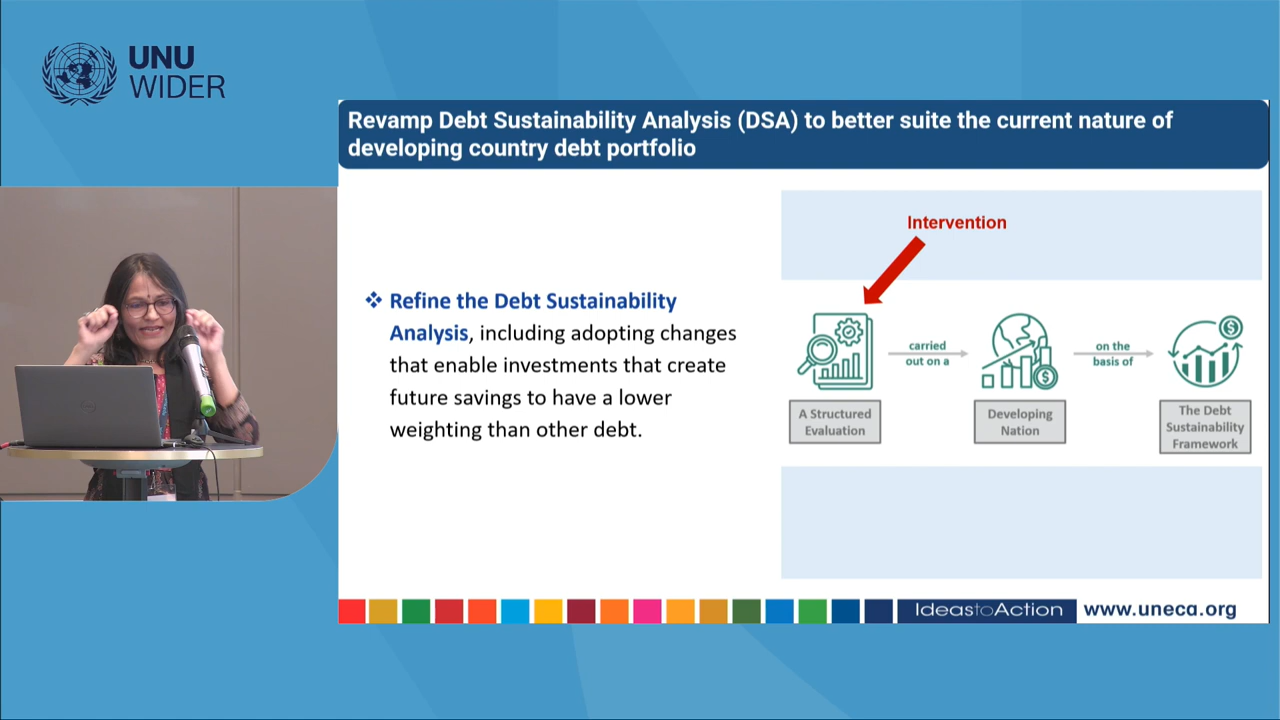 UNU
WIDER
Revamp Debt Sustainability Analysis (DSA) to better suite the current nature of
developing country debt portfolio
Intervention
❖ Refine the Debt Sustainability
Analysis, including adopting changes
that enable investments that create
future savings to have a lower
weighting than other debt.
carried
out on a
on the
basis of
A Structured
Evaluation
Developing
Nation
The Debt
Sustainability
Framework
IdeastoAction
www.uneca.org